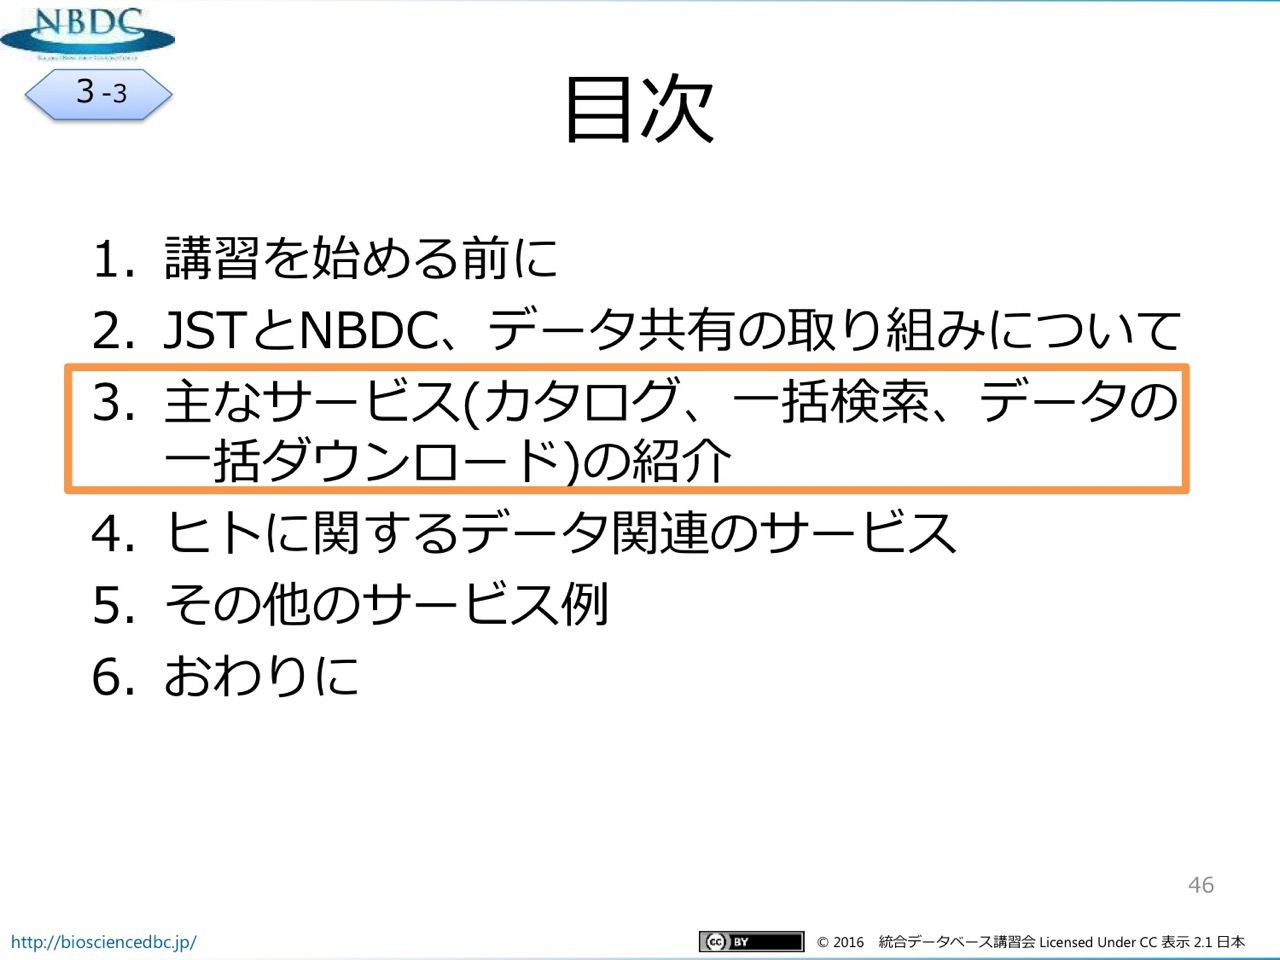 NBDC
3-3
目次
1. 講習を始める前に
2. JSTとNBDC、データ共有の取り組みについて
3. 主なサービス(カタログ、一括検索、データの
一括ダウンロード)の紹介
4. ヒトに関するデータ関連のサービス
5. その他のサービス例
6. おわりに
46
http://biosciencedbc.jp/
cc BY © 2016 統合データベース講習会 Licensed Under CC 表示 2.1 日本